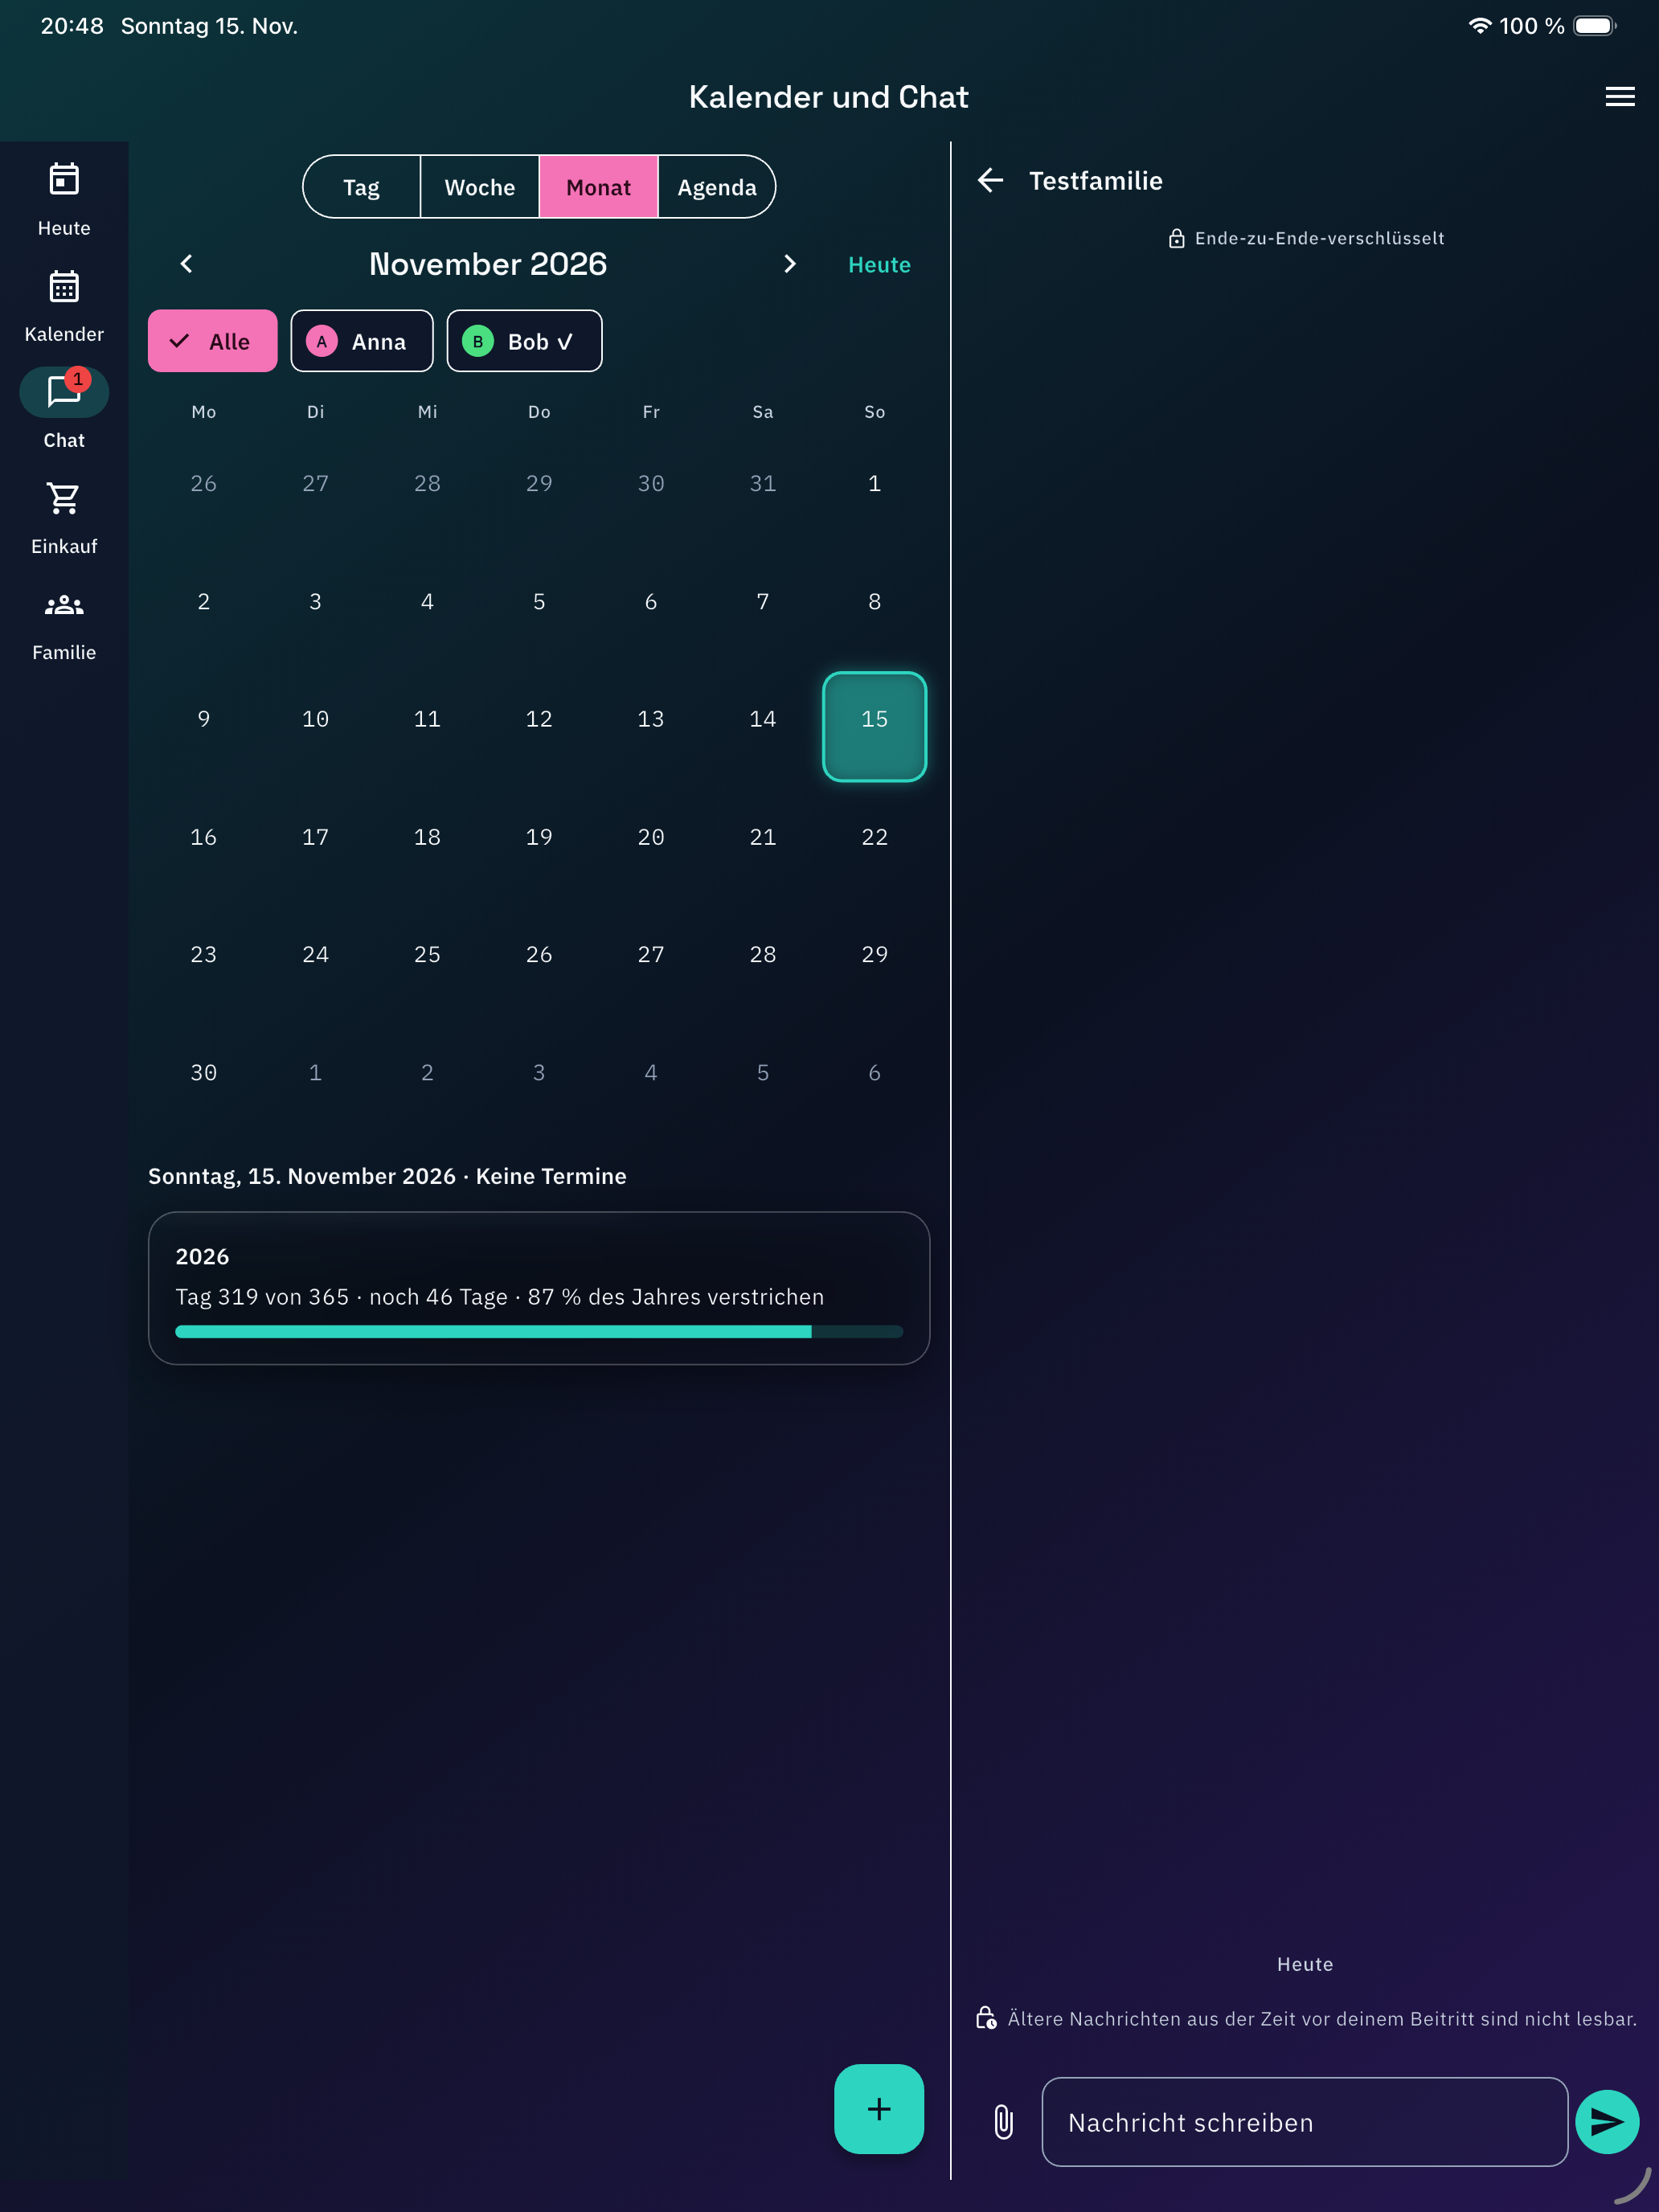 20:48 Sonntag 15. Nov.
100 %
Kalender und Chat
Heute
Kalender
1
Chat
Einkauf
Familie
Tag Woche Monat Agenda
November 2026
Heute
Alle
A Anna
B Bob ✓
Mo Di Mi Do Fr Sa So
26 27 28 29 30 31 1
2 3 4 5 6 7 8
9 10 11 12 13 14 15
16 17 18 19 20 21 22
23 24 25 26 27 28 29
30 1 2 3 4 5 6
Sonntag, 15. November 2026 · Keine Termine
2026
Tag 319 von 365 · noch 46 Tage · 87 % des Jahres verstrichen
Testfamilie
Ende-zu-Ende-verschlüsselt
Heute
Ältere Nachrichten aus der Zeit vor deinem Beitritt sind nicht lesbar.
Nachricht schreiben